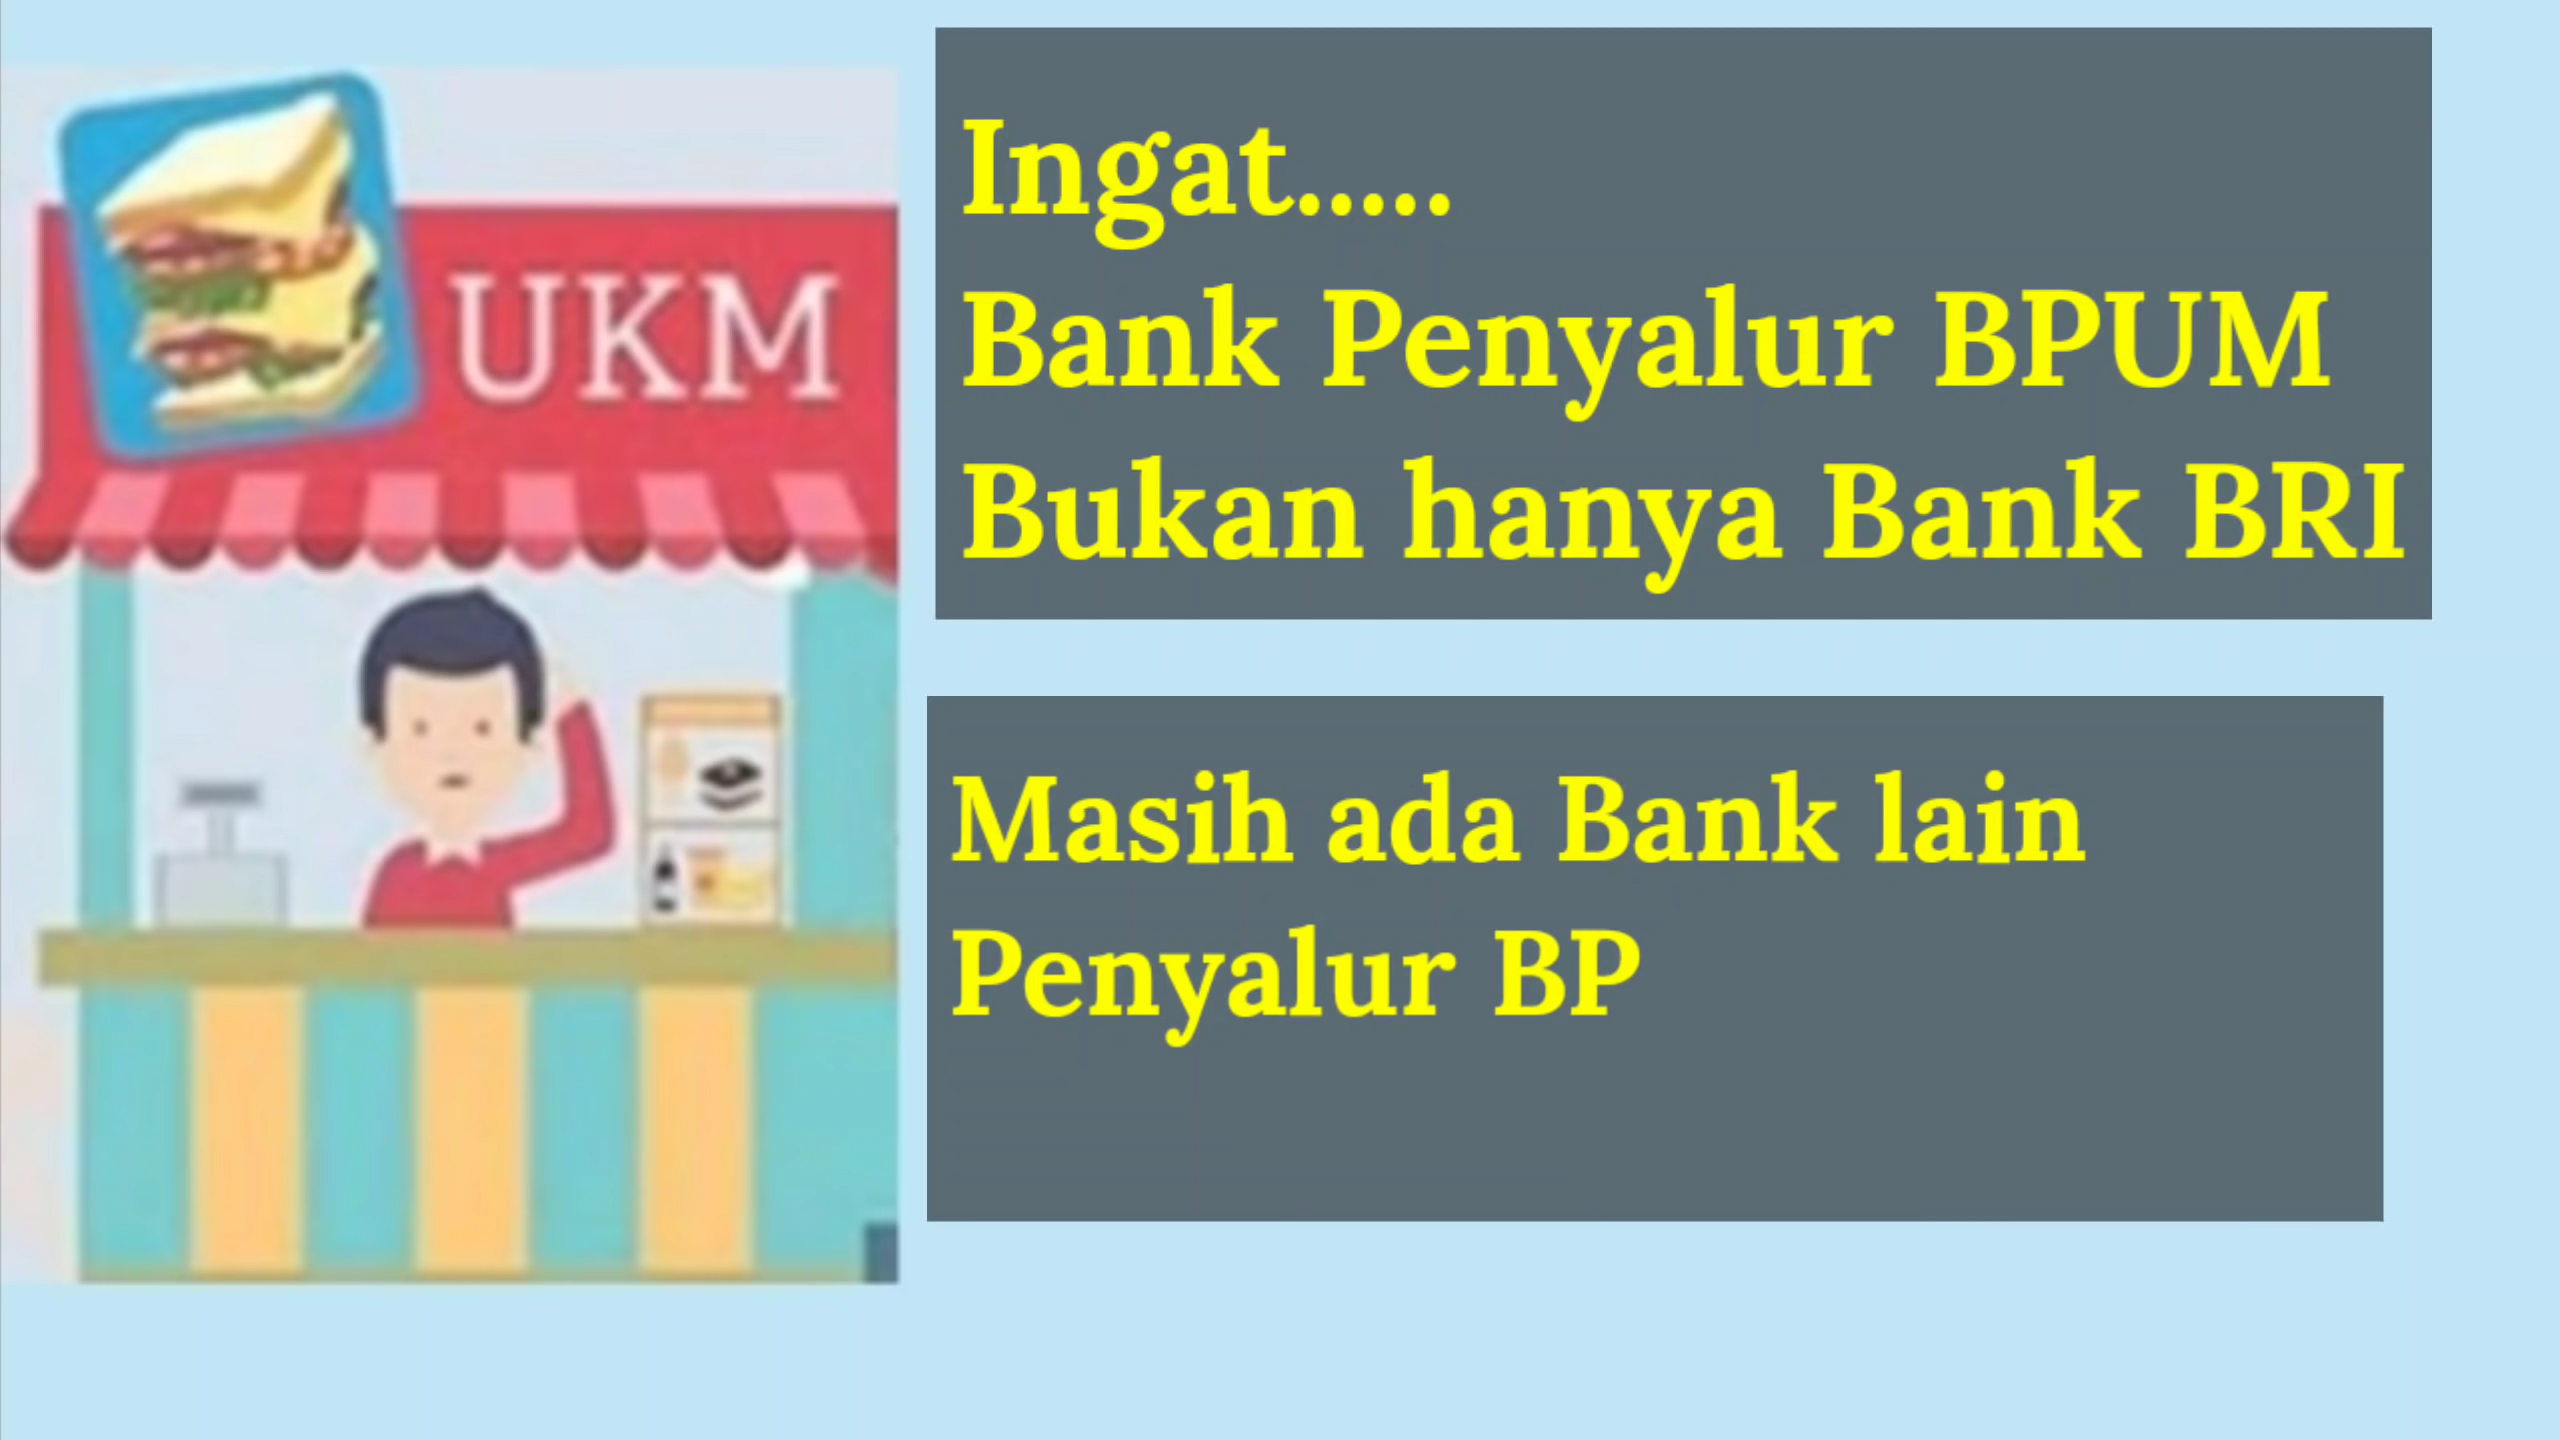 UKM
Ingat.....
Bank Penyalur BPUM
Bukan hanya Bank BRI
Masih ada Bank lain
Penyalur BP